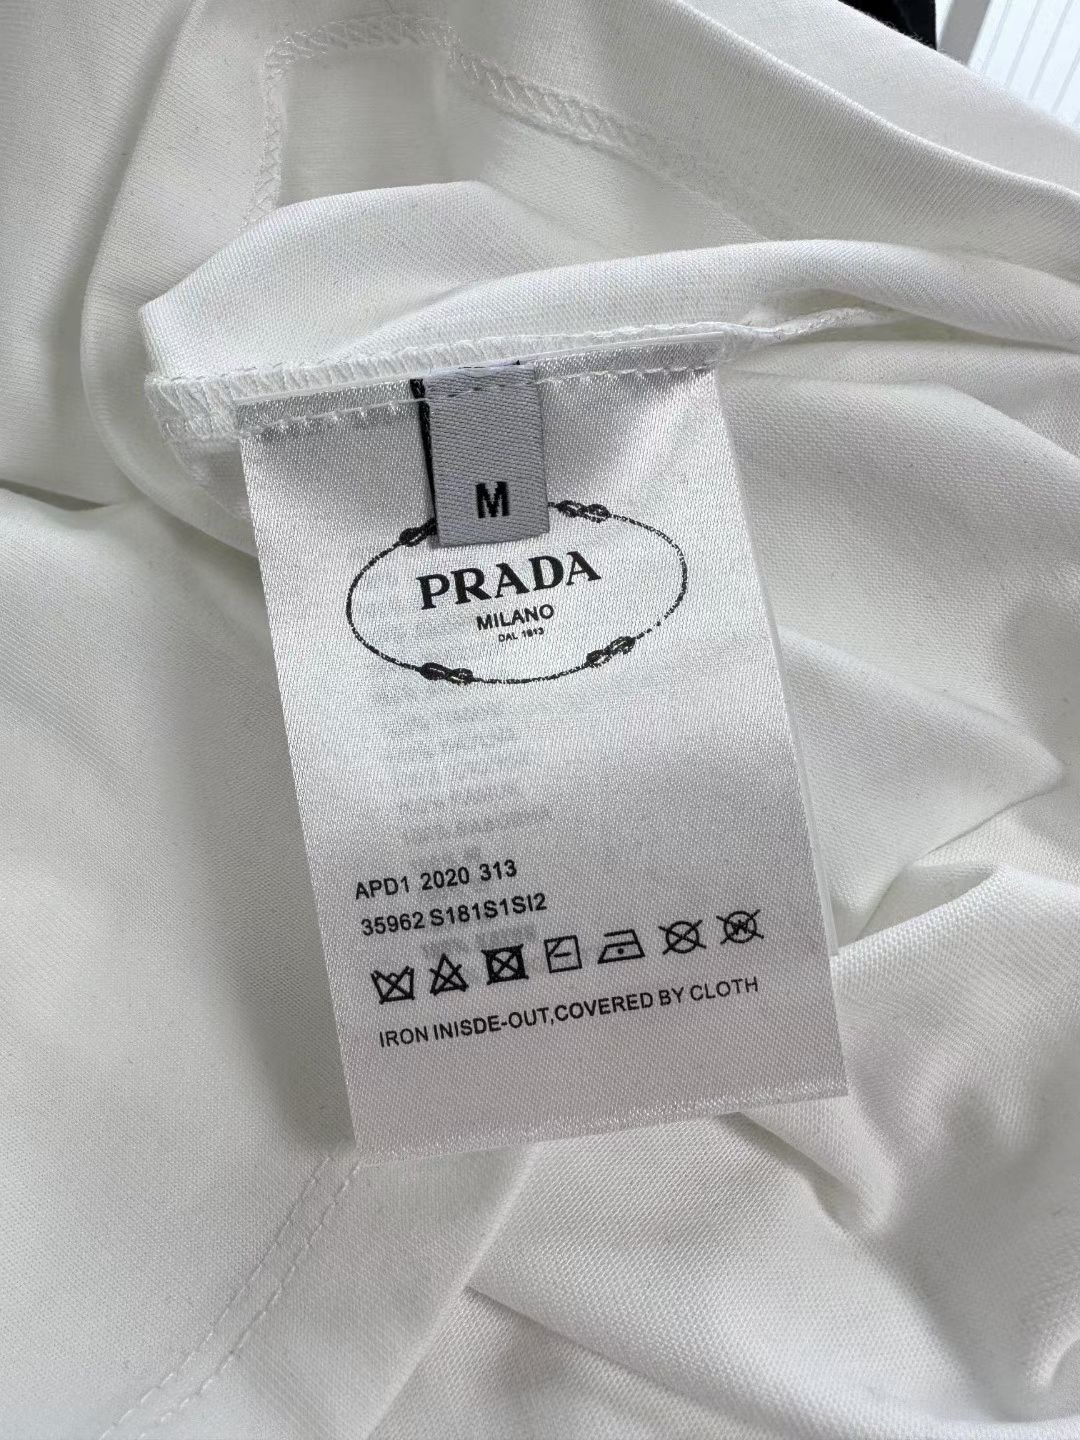 M
PRADA
MILANO
DAL 1913
APD1 2020 313
35962 S181S1SI2
IRON INISDE-OUT,COVERED BY CLOTH